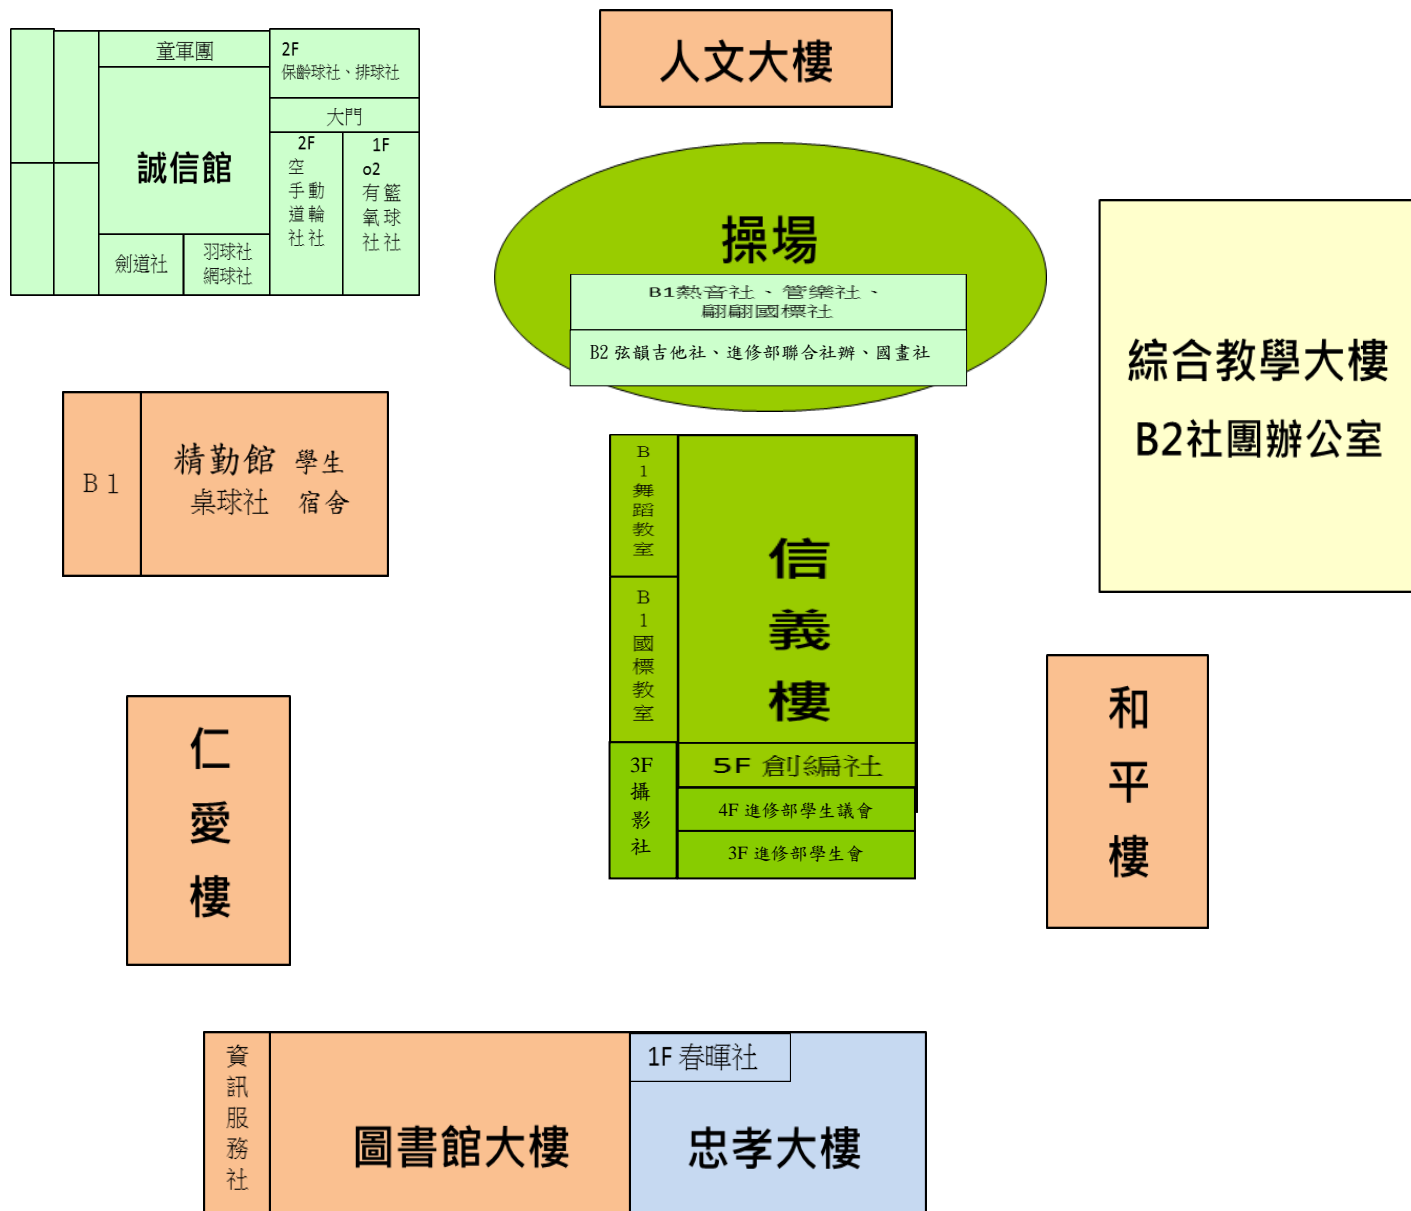 人文大樓
童軍團
2F
保齡球社、排球社
大門
誠信館
2F
空手道社
動輪社
1F
o2
有氧社
籃球社
劍道社
羽球社
網球社
操場
B1熱音社、管樂社、
翩翩國標社
B2 弦韻吉他社、進修部聯合社辦、國畫社
綜合教學大樓
B2社團辦公室
B1
精勤館 學生
桌球社 宿舍
B1舞蹈教室
B1國標教室
信義樓
3F攝影社
5F 創編社
4F 進修部學生議會
3F 進修部學生會
仁愛樓
和平樓
資訊服務社
圖書館大樓
1F 春暉社
忠孝大樓